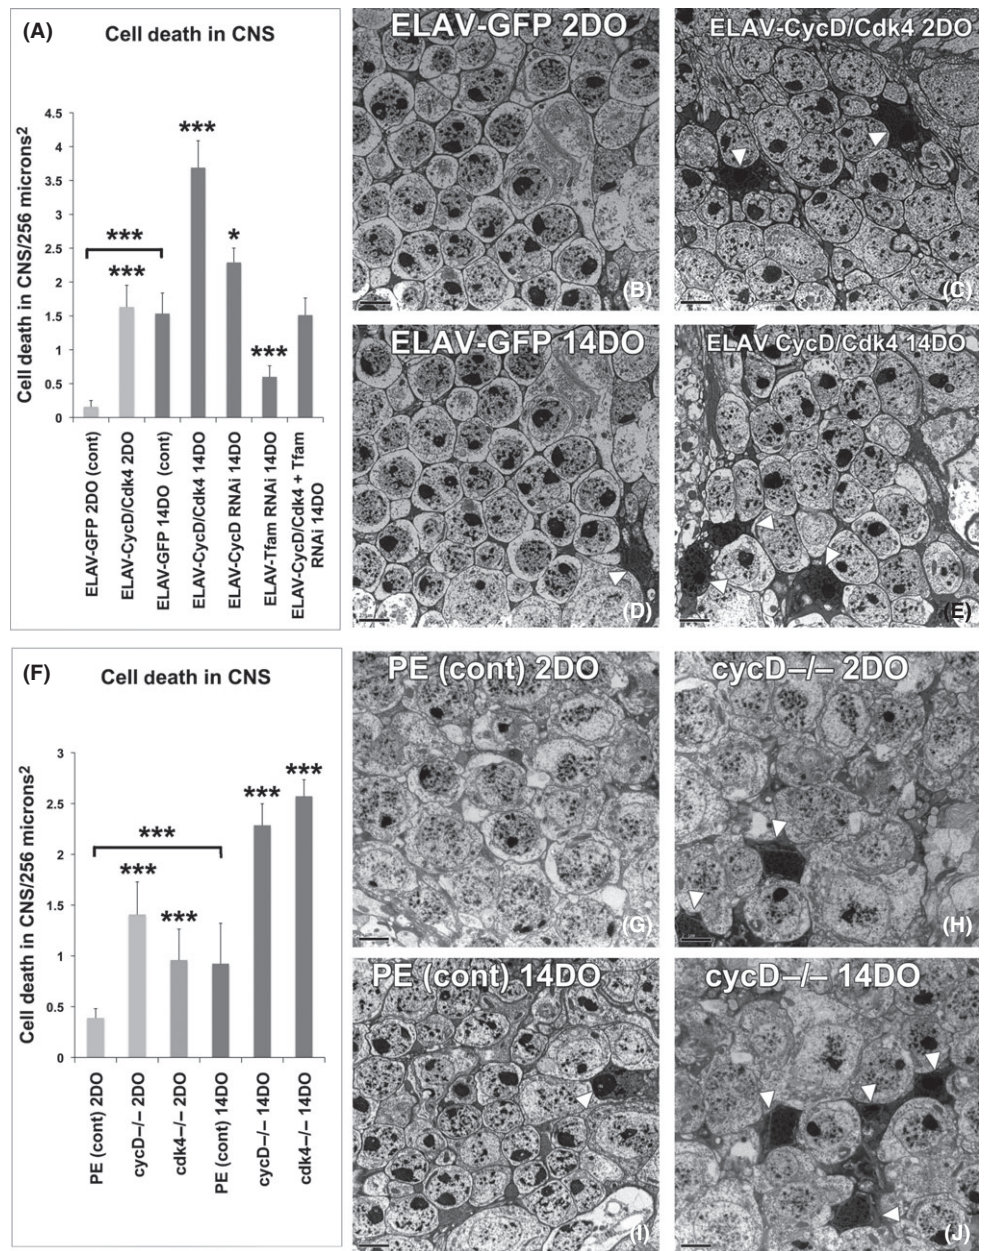 (A)
Cell death in CNS
Cell death in CNS/256 microns²
4.5
4
3.5
3
2.5
2
1.5
1
0.5
0
***
***
***
*
***
ELAV-GFP 2DO (cont)
ELAV-CycD/Cdk4 2DO
ELAV-GFP 14DO (cont)
ELAV-CycD/Cdk4 14DO
ELAV-CycD RNAi 14DO
ELAV-Tfam RNAi 14DO
ELAV-CycD/Cdk4 + Tfam
RNAi 14DO
ELAV-GFP 2DO
(B)
ELAV-CycD/Cdk4 2DO
(C)
ELAV-GFP 14DO
(D)
ELAV CycD/Cdk4 14DO
(E)
(F)
Cell death in CNS
Cell death in CNS/256 microns²
3
2.5
2
1.5
1
0.5
0
***
***
***
***
***
PE (cont) 2DO
cycD–/– 2DO
cdk4–/– 2DO
PE (cont) 14DO
cycD–/– 14DO
cdk4–/– 14DO
PE (cont) 2DO
(G)
cycD–/– 2DO
(H)
PE (cont) 14DO
(I)
cycD–/– 14DO
(J)